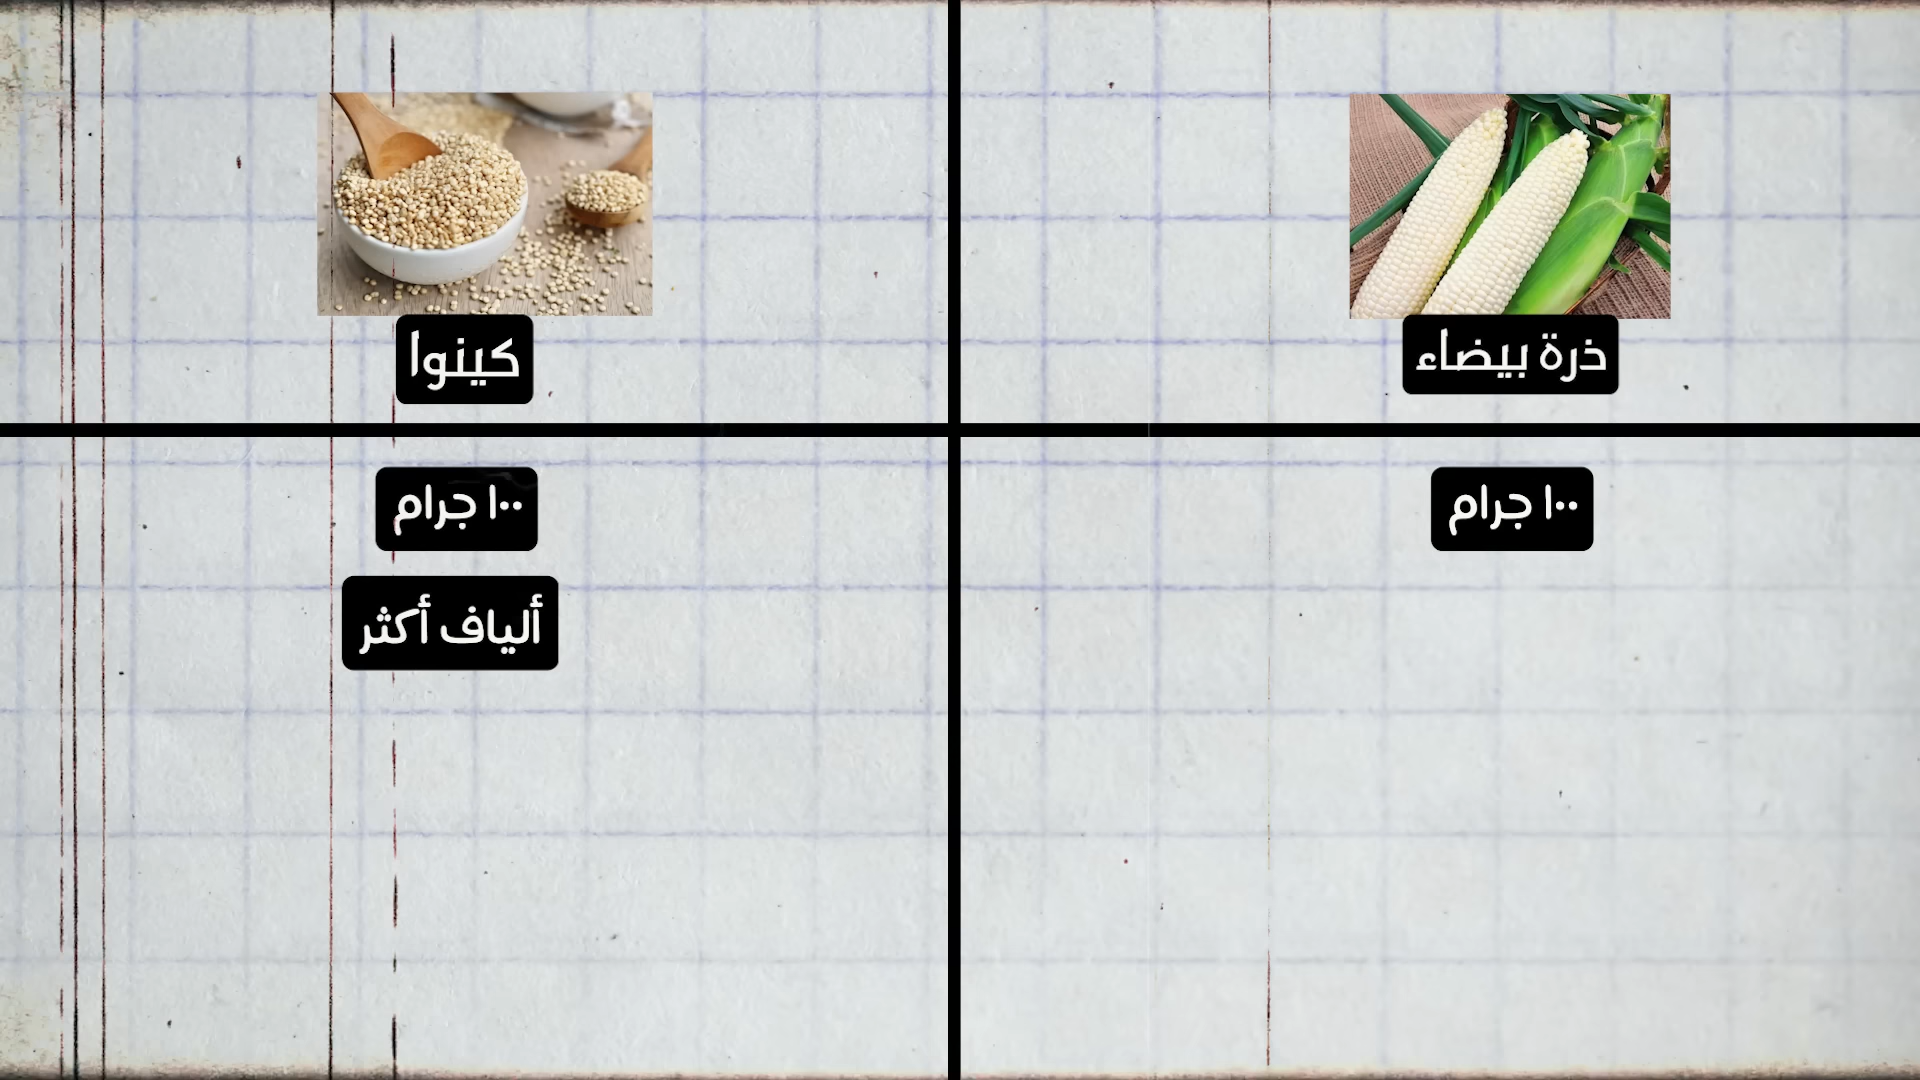 ذرة بيضاء
كينوا
١٠٠ جرام
١٠٠ جرام
ألياف أكثر